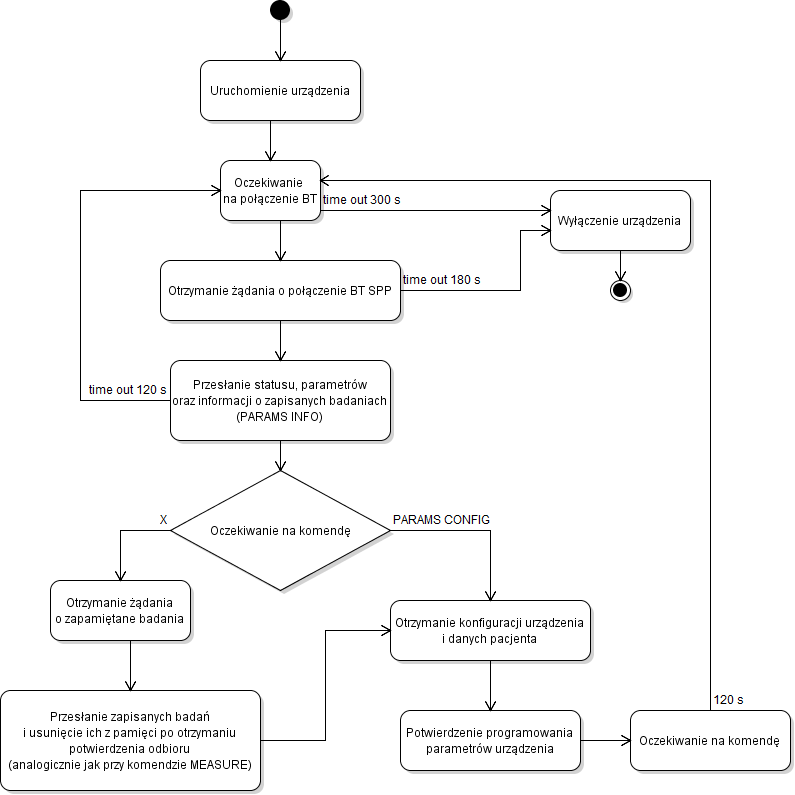 Uruchomienie urządzenia
Oczekiwanie
na połączenie BT
time out 300 s
Wyłączenie urządzenia
Otrzymanie żądania o połączenie BT SPP
time out 180 s
time out 120 s
Przesłanie statusu, parametrów
oraz informacji o zapisanych badaniach
(PARAMS INFO)
X
Oczekiwanie na komendę
PARAMS CONFIG
Otrzymanie żądania
o zapamiętane badania
Otrzymanie konfiguracji urządzenia
i danych pacjenta
Przesłanie zapisanych badań
i usunięcie ich z pamięci po otrzymaniu
potwierdzenia odbioru
(analogicznie jak przy komendzie MEASURE)
Potwierdzenie programowania
parametrów urządzenia
120 s
Oczekiwanie na komendę